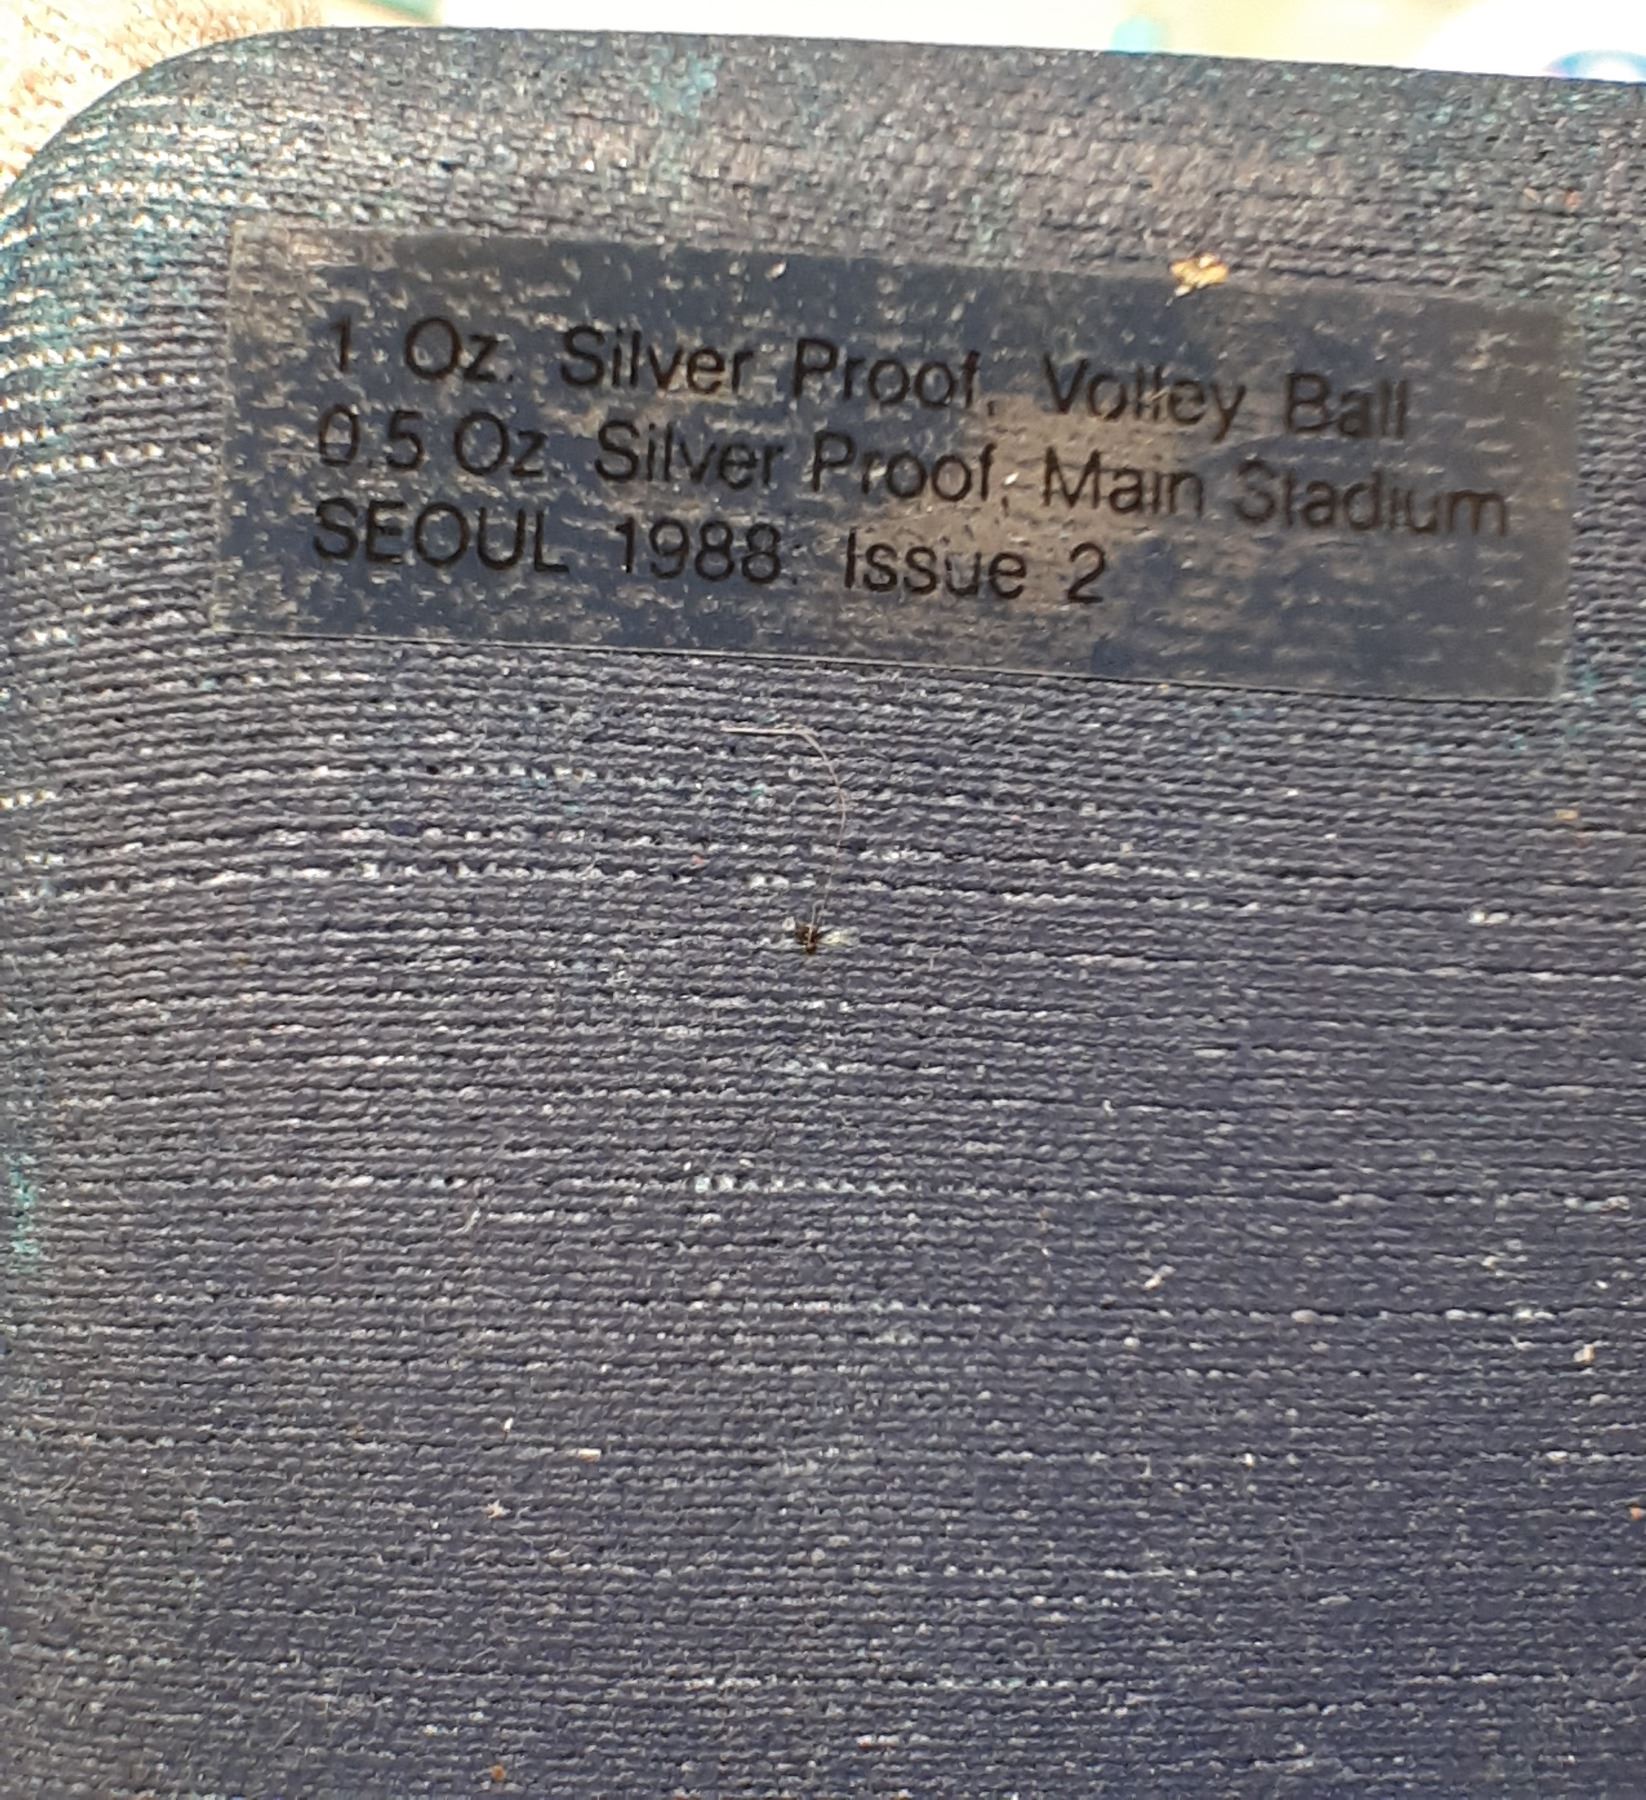 1 Oz. Silver Proof, Volley Ball
0.5 Oz. Silver Proof, Main Stadium
SEOUL 1988. Issue 2